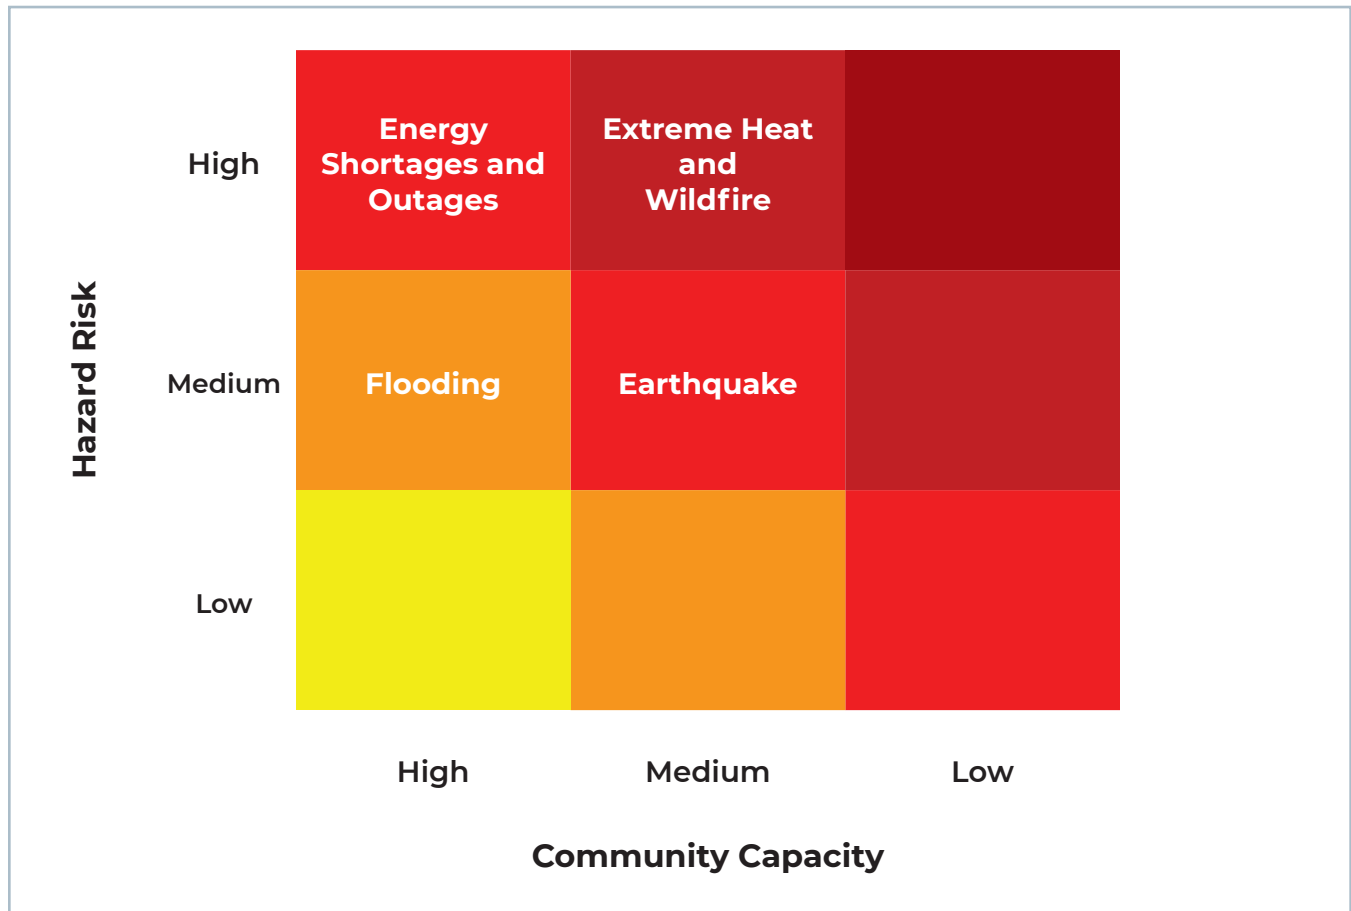 Energy
Shortages and
Outages
Extreme Heat
and
Wildfire
High
Hazard Risk
Medium
Flooding
Earthquake
Low
High
Medium
Low
Community Capacity